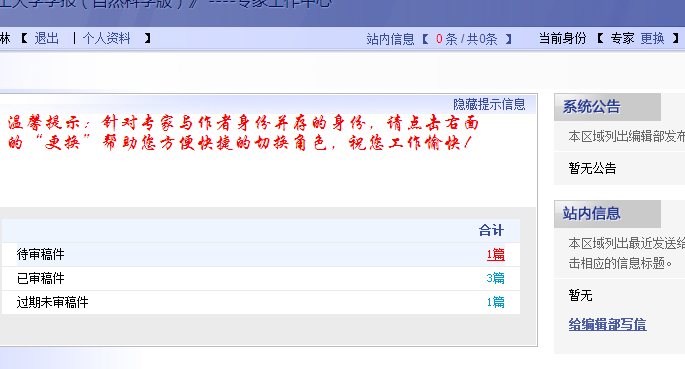 大学学报（自然科学版）》 ----专家工作中心
林 【 退出 | 个人资料 】
站内信息【 0 条 / 共0条 】
当前身份 【 专家 更换 】
隐藏提示信息
温馨提示：针对专家与作者身份并存的身份，请点击右面
的“更换”帮助您方便快捷的切换角色，祝您工作愉快！
合计
待审稿件 1篇
已审稿件 3篇
过期未审稿件 1篇
系统公告
本区域列出编辑部发布
暂无公告
站内信息
本区域列出最近发送给
击相应的信息标题。
暂无
给编辑部写信